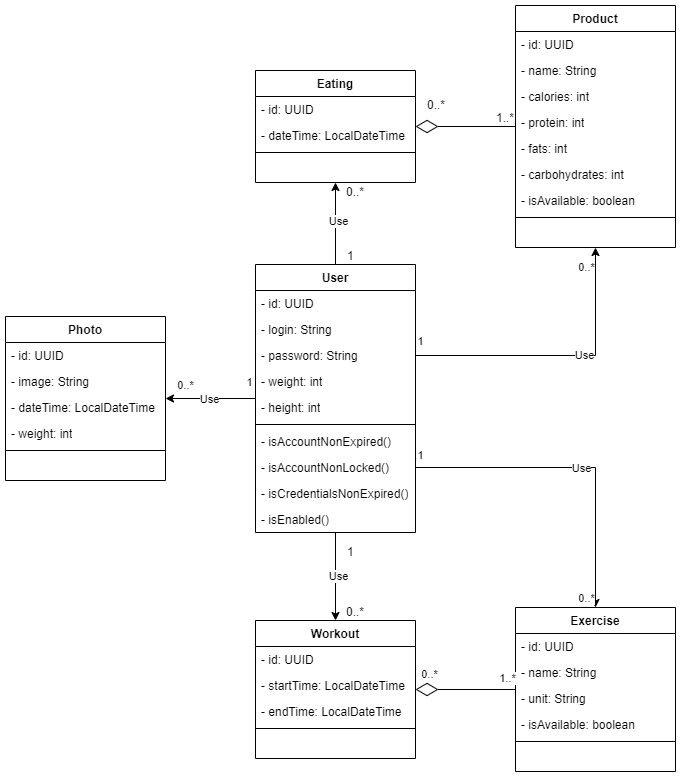 Product
- id: UUID
- name: String
- calories: int
- protein: int
- fats: int
- carbohydrates: int
- isAvailable: boolean
Eating
- id: UUID
- dateTime: LocalDateTime
0..*
1..*
0..*
Use
1
0..*
User
- id: UUID
- login: String
- password: String
- weight: int
- height: int
- isAccountNonExpired()
- isAccountNonLocked()
- isCredentialsNonExpired()
- isEnabled()
1
Use
Photo
- id: UUID
- image: String
- dateTime: LocalDateTime
- weight: int
0..*
1
Use
1
Use
0..*
1
Use
0..*
Workout
- id: UUID
- startTime: LocalDateTime
- endTime: LocalDateTime
0..*
1..*
Exercise
- id: UUID
- name: String
- unit: String
- isAvailable: boolean